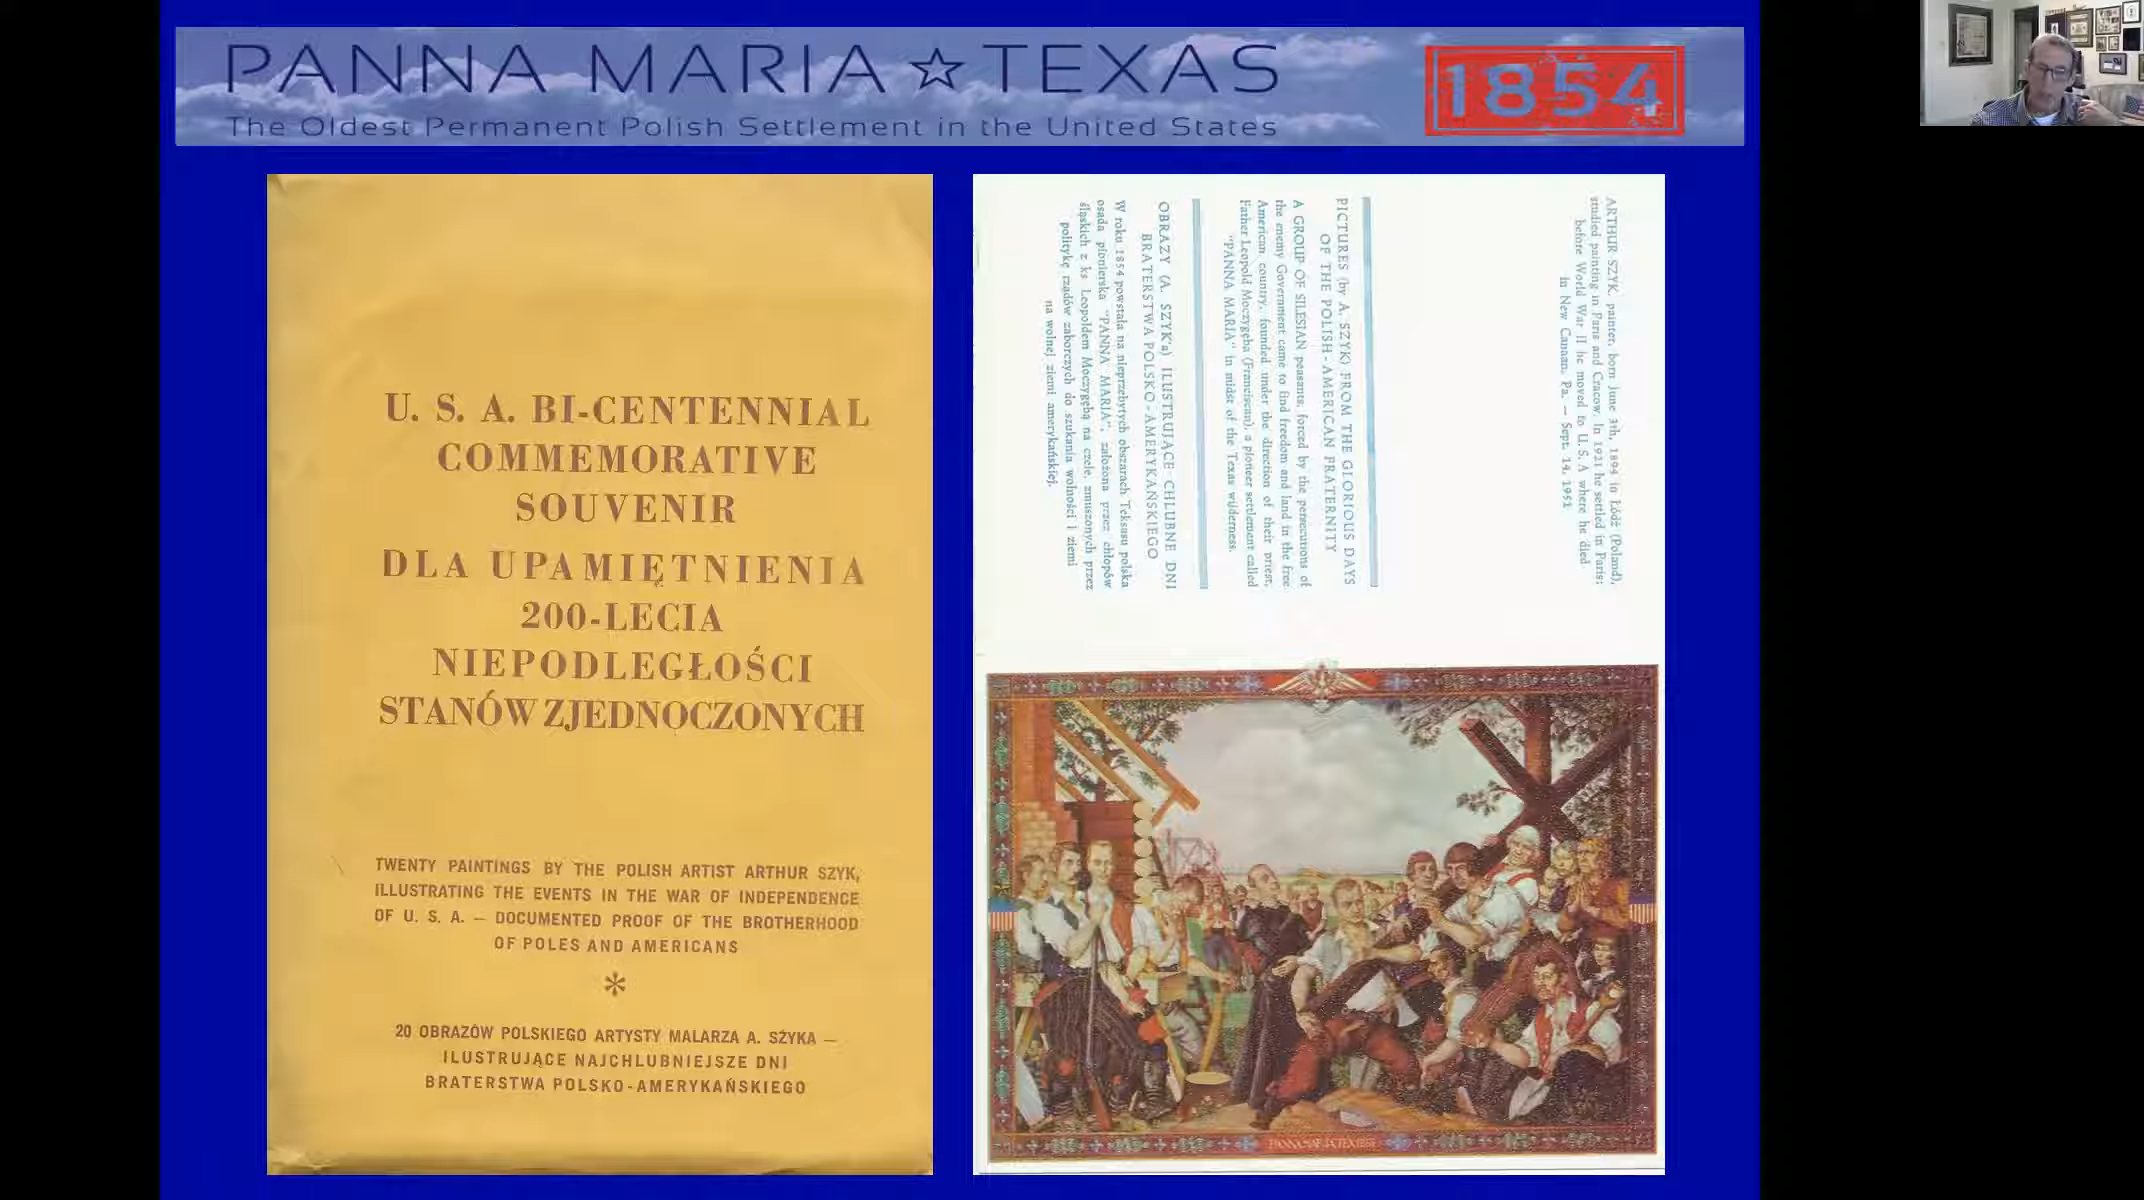 PANNA MARIA ☆ TEXAS
The Oldest Permanent Polish Settlement in the United States
1854
U. S. A. BI-CENTENNIAL
COMMEMORATIVE
SOUVENIR
DLA UPAMIĘTNIENIA
200-LECIA
NIEPODLEGŁOŚCI
STANÓW ZJEDNOCZONYCH
TWENTY PAINTINGS BY THE POLISH ARTIST ARTHUR SZYK,
ILLUSTRATING THE EVENTS IN THE WAR OF INDEPENDENCE
OF U. S. A. — DOCUMENTED PROOF OF THE BROTHERHOOD
OF POLES AND AMERICANS
*
20 OBRAZÓW POLSKIEGO ARTYSTY MALARZA A. SZYKA —
ILUSTRUJĄCE NAJCHLUBNIEJSZE DNI
BRATERSTWA POLSKO-AMERYKAŃSKIEGO
ARTHUR SZYK, painter, born june 3th, 1894 in Łódź (Poland),
studied painting in Paris and Cracow. In 1921 he settled in Paris;
before World War II he moved to U. S. A where he died
in New Canaan, Pa. — Sept. 14, 1951
PICTURES (by A. SZYK) FROM THE GLORIOUS DAYS
OF THE POLISH-AMERICAN FRATERNITY
A GROUP OF SILESIAN peasants, forced by the persecutions of
the enemy Government came to find freedom and land in the free
American country, founded under the direction of their priest,
Father Leopold Moczygęba (Franciscan), a pioneer settlement called
"PANNA MARIA" in midst of the Texas wilderness.
OBRAZY (A. SZYK'a) ILUSTRUJĄCE CHLUBNE DNI
BRATERSTWA POLSKO-AMERYKAŃSKIEGO
W roku 1854 powstała na nieprzebytych obszarach Teksasu polska
osada pionierska "PANNA MARIA", założona przez chłopów
śląskich z ks. Leopoldem Moczygębą na czele, zmuszonych przez
politykę rządów zaborczych do szukania wolności i ziemi
na wolnej ziemi amerykańskiej.